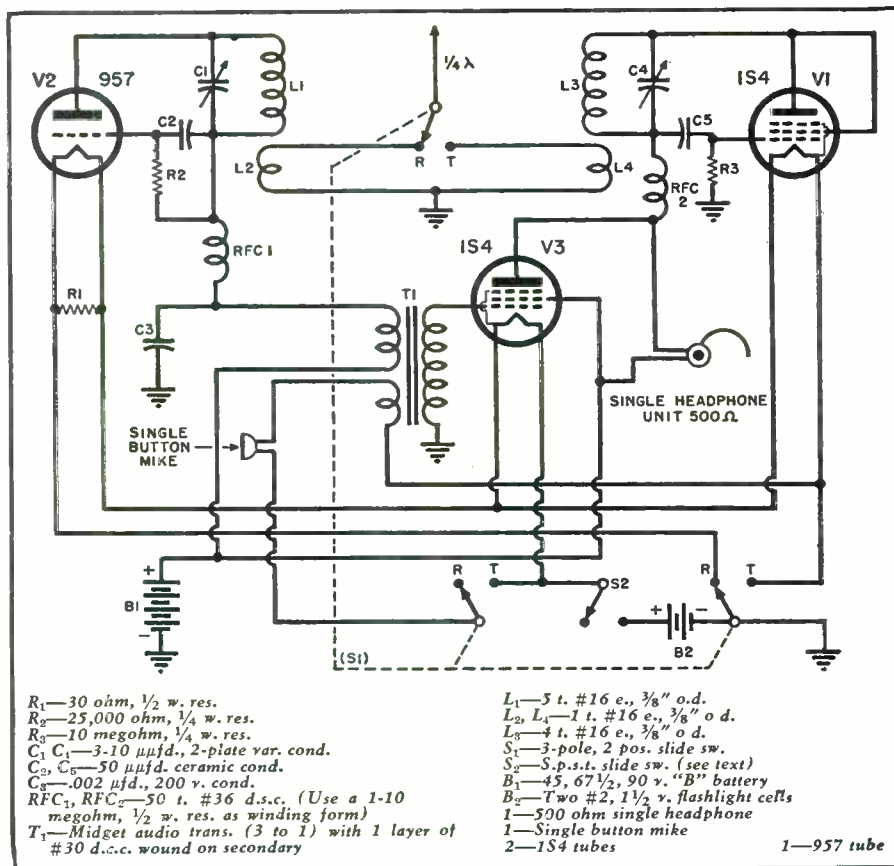 V2 957
C1
L1
1/4 λ
L3
C4
1S4 V1
C2
C5
R2
L2
R T
L4
R3
RFC 1
RFC 2
1S4 V3
R1
C3
T1
SINGLE HEADPHONE
UNIT 500Ω
SINGLE
BUTTON
MIKE
+
B1
−
R T
S2
R T
+ −
B2
(S1)
R₁—30 ohm, ½ w. res.
R₂—25,000 ohm, ¼ w. res.
R₃—10 megohm, ¼ w. res.
C₁ C₄—3-10 μμfd., 2-plate var. cond.
C₂, C₅—50 μμfd. ceramic cond.
C₃—.002 μfd., 200 v. cond.
RFC₁, RFC₂—50 t. #36 d.s.c. (Use a 1-10
megohm, ½ w. res. as winding form)
T₁—Midget audio trans. (3 to 1) with 1 layer of
#30 d.c.c. wound on secondary
L₁—5 t. #16 e., 3/8" o.d.
L₂, L₄—1 t. #16 e., 3/8" o d.
L₃—4 t. #16 e., 3/8" o.d.
S₁—3-pole, 2 pos. slide sw.
S₂—S.p.s.t. slide sw. (see text)
B₁—45, 67½, 90 v. "B" battery
B₂—Two #2, 1½ v. flashlight cells
1—500 ohm single headphone
1—Single button mike
2—1S4 tubes 1—957 tube